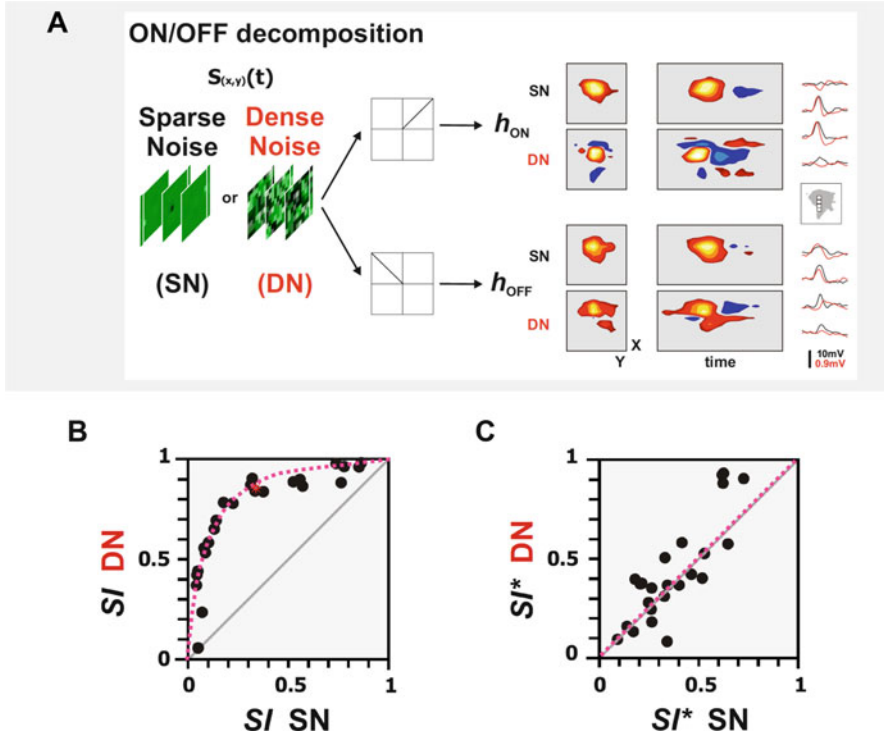 A
ON/OFF decomposition
S(x,y)(t)
Sparse Noise
or
Dense Noise
(SN)
(DN)
hON
SN
DN
hOFF
SN
DN
X
Y
time
10mV
0.9mV
B
1
0.5
0
0
0.5
1
SI DN
SI SN
C
1
0.5
0
0
0.5
1
SI* DN
SI* SN